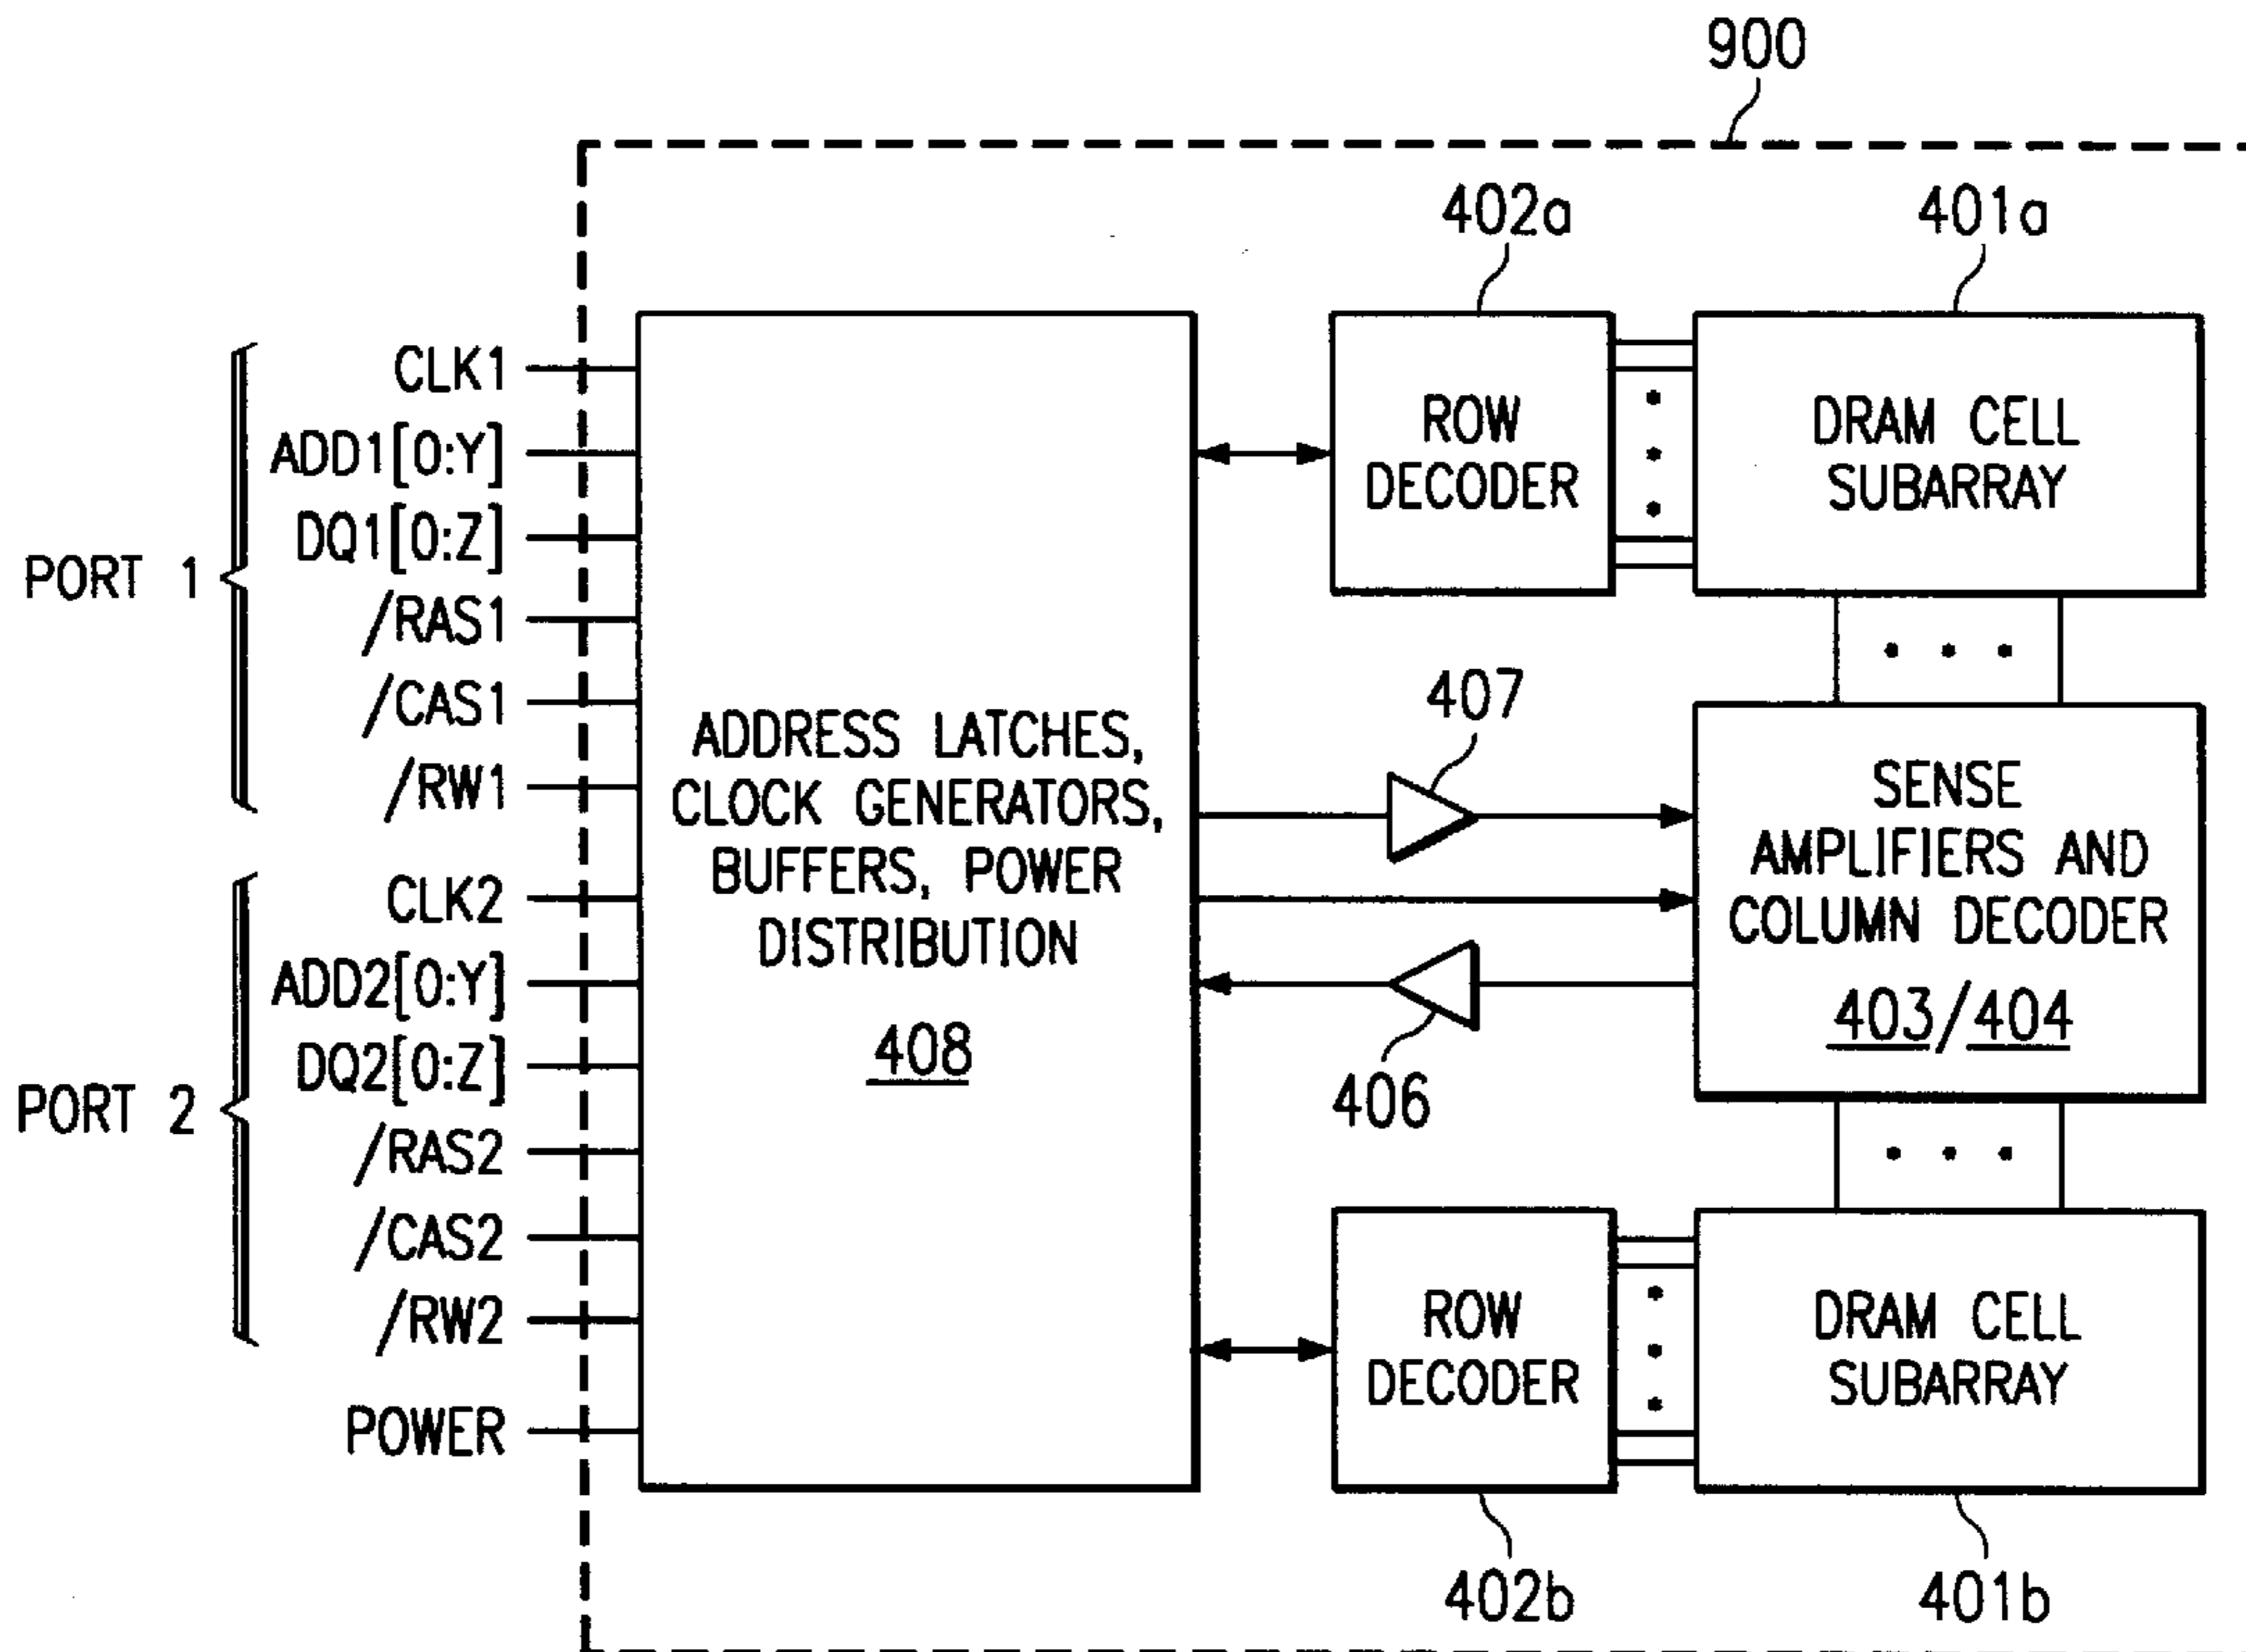 900
402a
401a
PORT 1
CLK1
ADD1[0:Y]
DQ1[0:Z]
/RAS1
/CAS1
/RW1
PORT 2
CLK2
ADD2[0:Y]
DQ2[0:Z]
/RAS2
/CAS2
/RW2
POWER
ADDRESS LATCHES,
CLOCK GENERATORS,
BUFFERS, POWER
DISTRIBUTION
408
ROW
DECODER
DRAM CELL
SUBARRAY
407
SENSE
AMPLIFIERS AND
COLUMN DECODER
403/404
406
ROW
DECODER
DRAM CELL
SUBARRAY
402b
401b